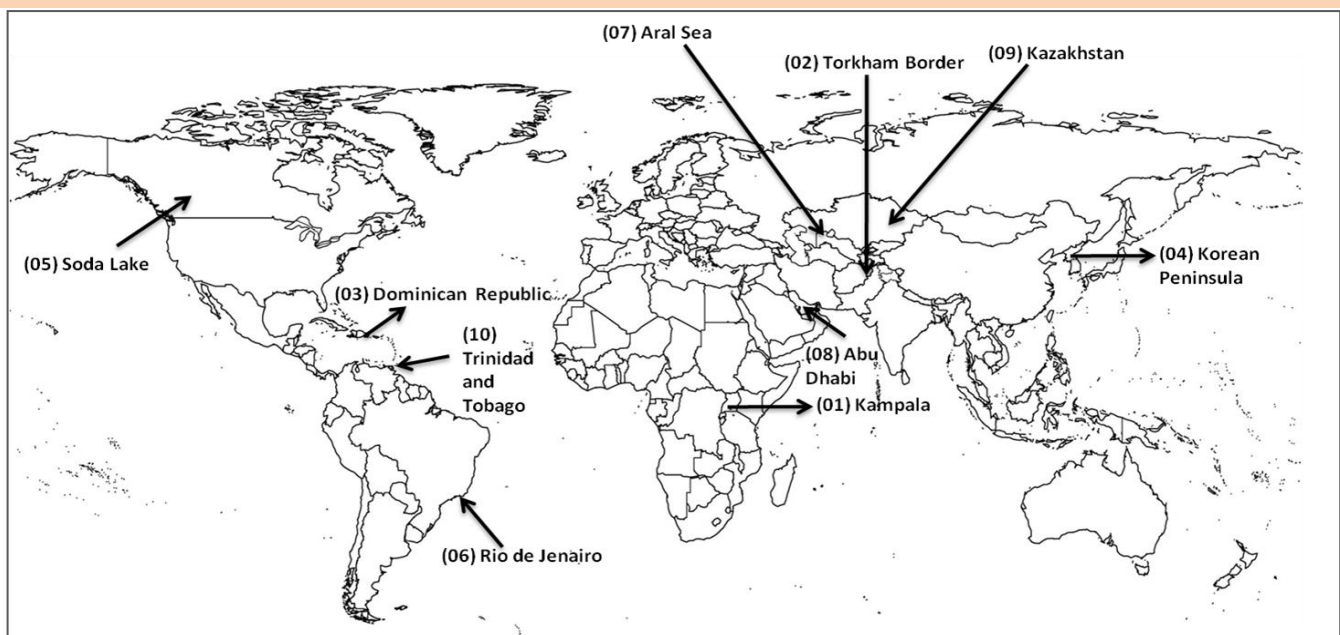 (07) Aral Sea
(02) Torkham Border
(09) Kazakhstan
(05) Soda Lake
(04) Korean
Peninsula
(03) Dominican Republic
(10)
Trinidad
and
Tobago
(08) Abu
Dhabi
(01) Kampala
(06) Rio de Jenairo